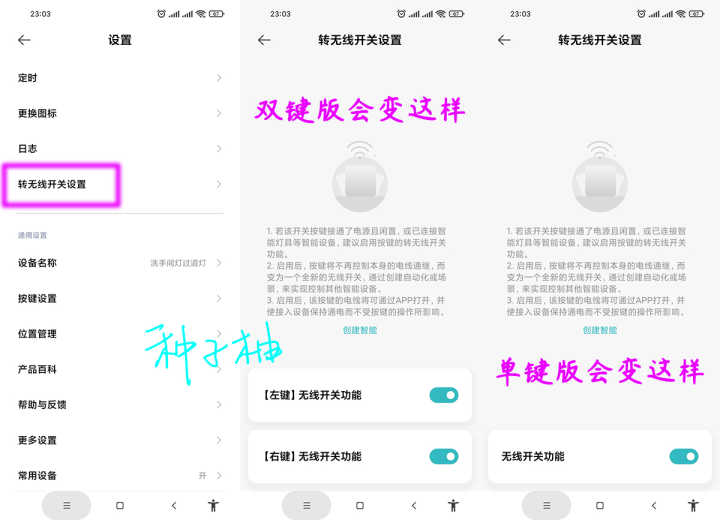 23:03
67
设置
定时
更换图标
日志
转无线开关设置
通用设置
设备名称
洗手间灯过道灯
按键设置
位置管理
产品百科
帮助与反馈
更多设置
常用设备
开
种子柚
23:03
67
转无线开关设置
双键版会变这样
1. 若该开关按键接通了电源且闲置，或已连接智
能灯具等智能设备，建议启用按键的转无线开关
功能。
2. 启用后，按键将不再控制本身的电线通继，而
变为一个全新的无线开关，通过创建自动化或场
景，来实现控制其他智能设备。
3. 启用后，该按键的电线将可通过APP打开，并
使接入设备保持通电而不受按键的操作所影响。
创建智能
【左键】无线开关功能
【右键】无线开关功能
23:03
67
转无线开关设置
1. 若该开关按键接通了电源且闲置，或已连接智
能灯具等智能设备，建议启用按键的转无线开关
功能。
2. 启用后，按键将不再控制本身的电线通继，而
变为一个全新的无线开关，通过创建自动化或场
景，来实现控制其他智能设备。
3. 启用后，该按键的电线将可通过APP打开，并
使接入设备保持通电而不受按键的操作所影响。
创建智能
单键版会变这样
无线开关功能